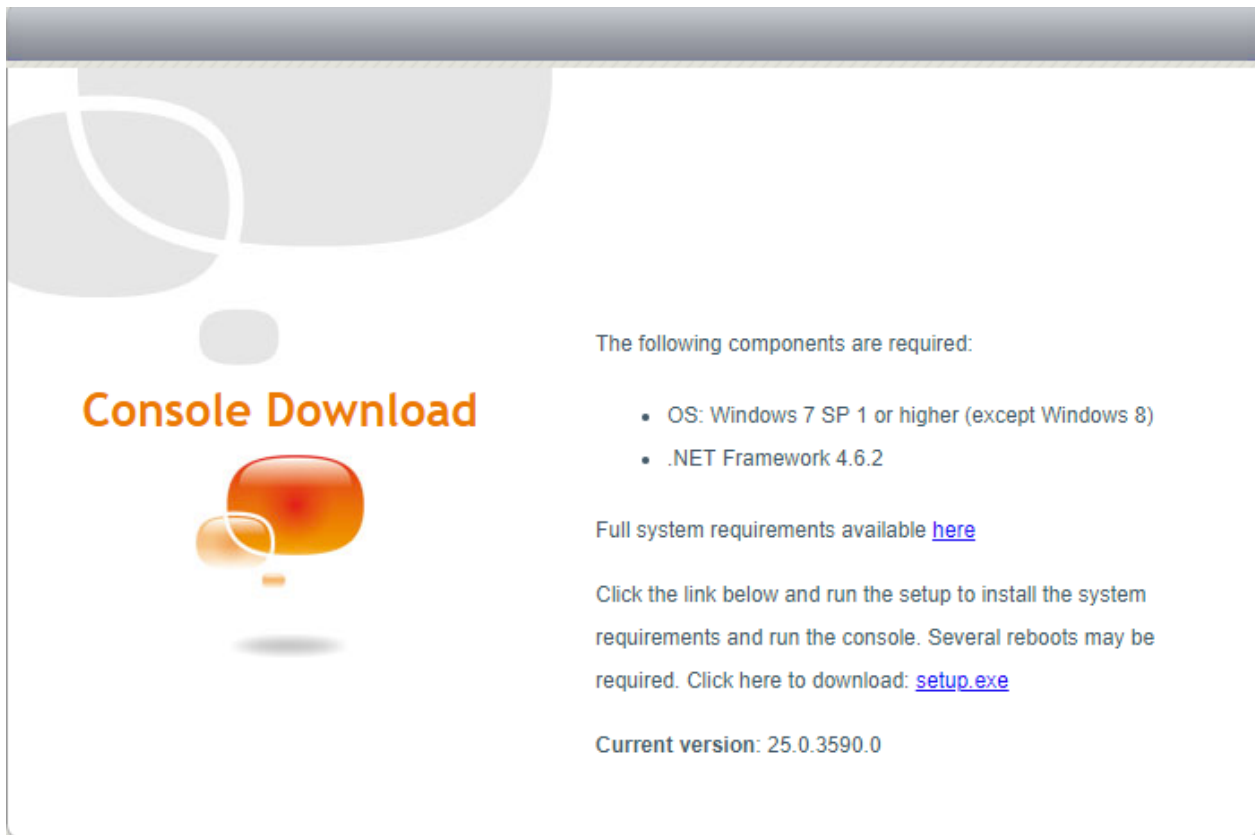 The following components are required:
Console Download
OS: Windows 7 SP 1 or higher (except Windows 8)
.NET Framework 4.6.2
Full system requirements available here
Click the link below and run the setup to install the system
requirements and run the console. Several reboots may be
required. Click here to download: setup.exe
Current version: 25.0.3590.0